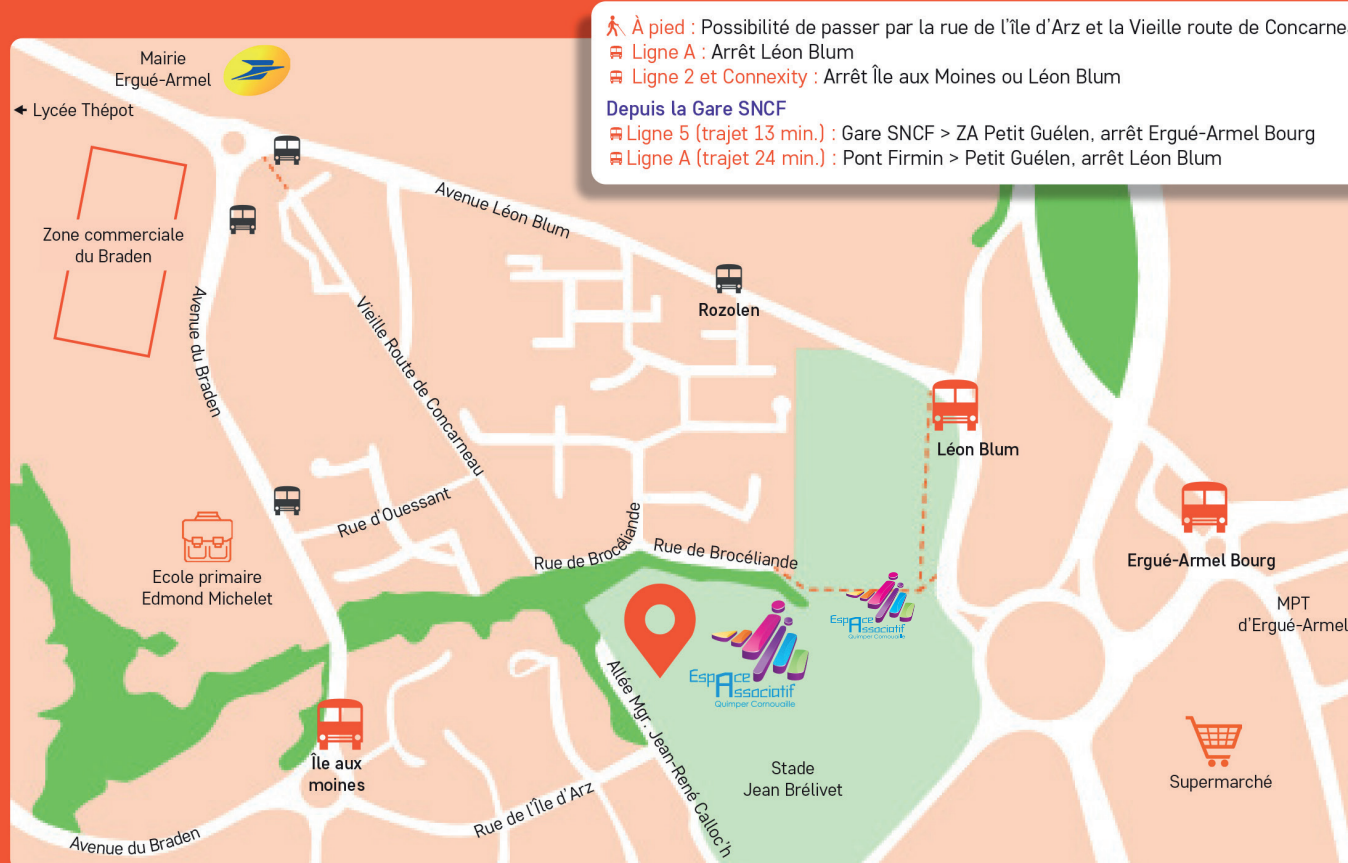 À pied : Possibilité de passer par la rue de l'île d'Arz et la Vieille route de Concarne
Ligne A : Arrêt Léon Blum
Ligne 2 et Connexity : Arrêt Île aux Moines ou Léon Blum
Depuis la Gare SNCF
Ligne 5 (trajet 13 min.) : Gare SNCF > ZA Petit Guélen, arrêt Ergué-Armel Bourg
Ligne A (trajet 24 min.) : Pont Firmin > Petit Guélen, arrêt Léon Blum
Mairie
Ergué-Armel
Lycée Thépot
Zone commerciale
du Braden
Avenue Léon Blum
Avenue du Braden
Vieille Route de Concarneau
Rozolen
Léon Blum
Rue d'Ouessant
Ecole primaire
Edmond Michelet
Rue de Brocéliande
Rue de Brocéliande
Ergué-Armel Bourg
MPT
d'Ergué-Armel
Espace
Associatif
Quimper Cornouaille
Espace
Associatif
Quimper Cornouaille
Allée Mgr. Jean-René Calloc'h
Île aux
moines
Stade
Jean Brélivet
Supermarché
Rue de l'Île d'Arz
Avenue du Braden